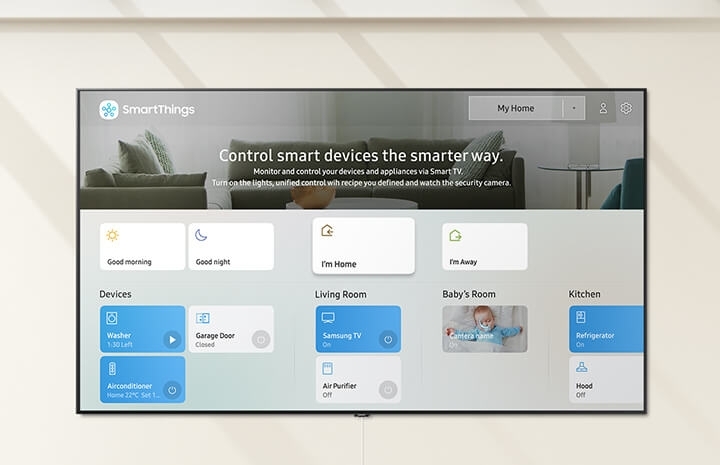 SmartThings
My Home
Control smart devices the smarter way.
Monitor and control your devices and appliances via Smart TV.
Turn on the lights, unified control wih recipe you defined and watch the security camera.
Good morning
Good night
I'm Home
I'm Away
Devices
Washer
1:30 Left
Garage Door
Closed
Airconditioner
Home 22°C Set 1...
Living Room
Samsung TV
On
Air Purifier
Off
Baby's Room
Camera name
On
Kitchen
Refrigerator
On
Hood
Off